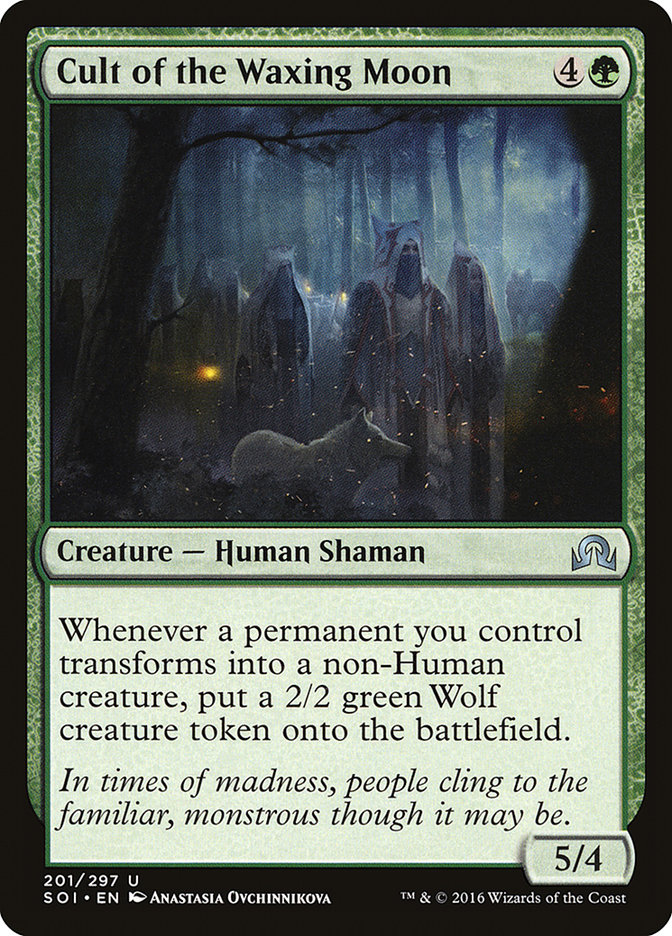 Cult of the Waxing Moon 4
Creature — Human Shaman
Whenever a permanent you control
transforms into a non-Human
creature, put a 2/2 green Wolf
creature token onto the battlefield.
In times of madness, people cling to the
familiar, monstrous though it may be.
5/4
201/297 U
SOI • EN Anastasia Ovchinnikova
™ & © 2016 Wizards of the Coast